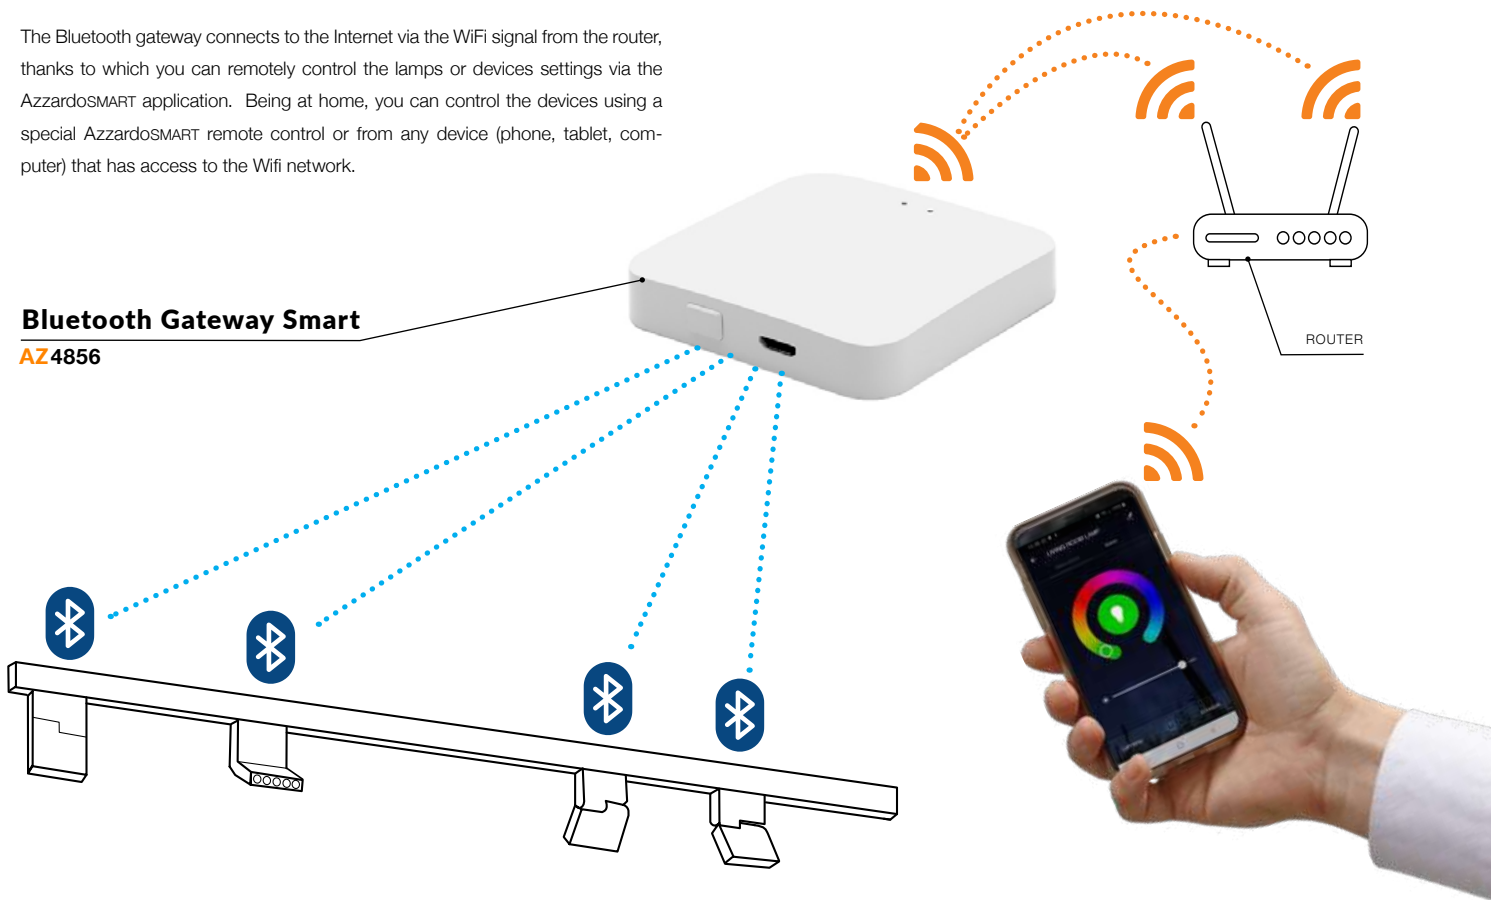 The Bluetooth gateway connects to the Internet via the WiFi signal from the router,
thanks to which you can remotely control the lamps or devices settings via the
AzzardoSMART application. Being at home, you can control the devices using a
special AzzardoSMART remote control or from any device (phone, tablet, com-
puter) that has access to the Wifi network.
Bluetooth Gateway Smart
AZ4856
ROUTER
LIVING ROOM LAMP